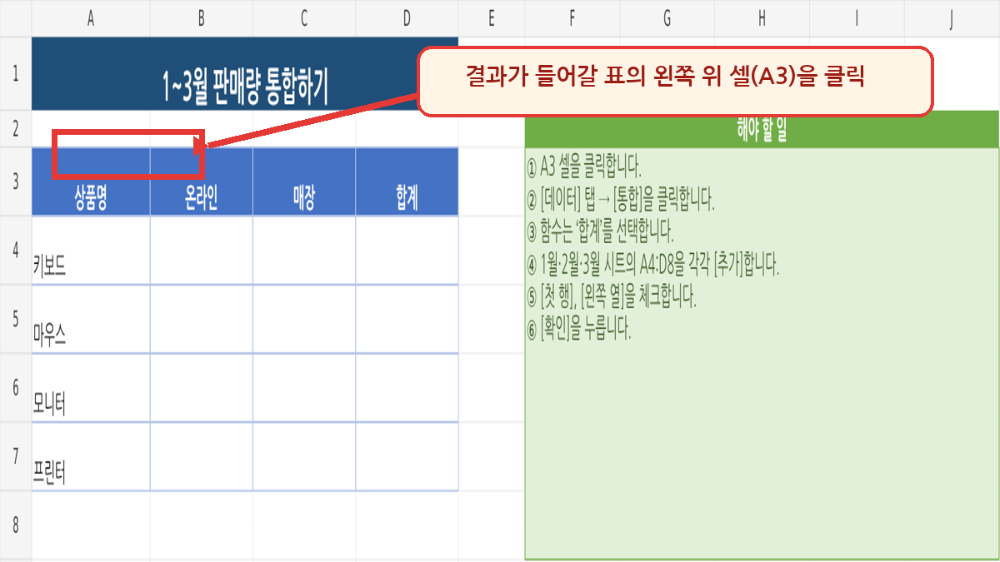 A B C D E F G H I J
1
1~3월 판매량 통합하기
결과가 들어갈 표의 왼쪽 위 셀(A3)을 클릭
2
해야 할 일
3
상품명 온라인 매장 합계
① A3 셀을 클릭합니다.
② [데이터] 탭 → [통합]을 클릭합니다.
③ 함수는 ‘합계’를 선택합니다.
④ 1월·2월·3월 시트의 A4:D8을 각각 [추가]합니다.
⑤ [첫 행], [왼쪽 열]을 체크합니다.
⑥ [확인]을 누릅니다.
4
키보드
5
마우스
6
모니터
7
프린터
8